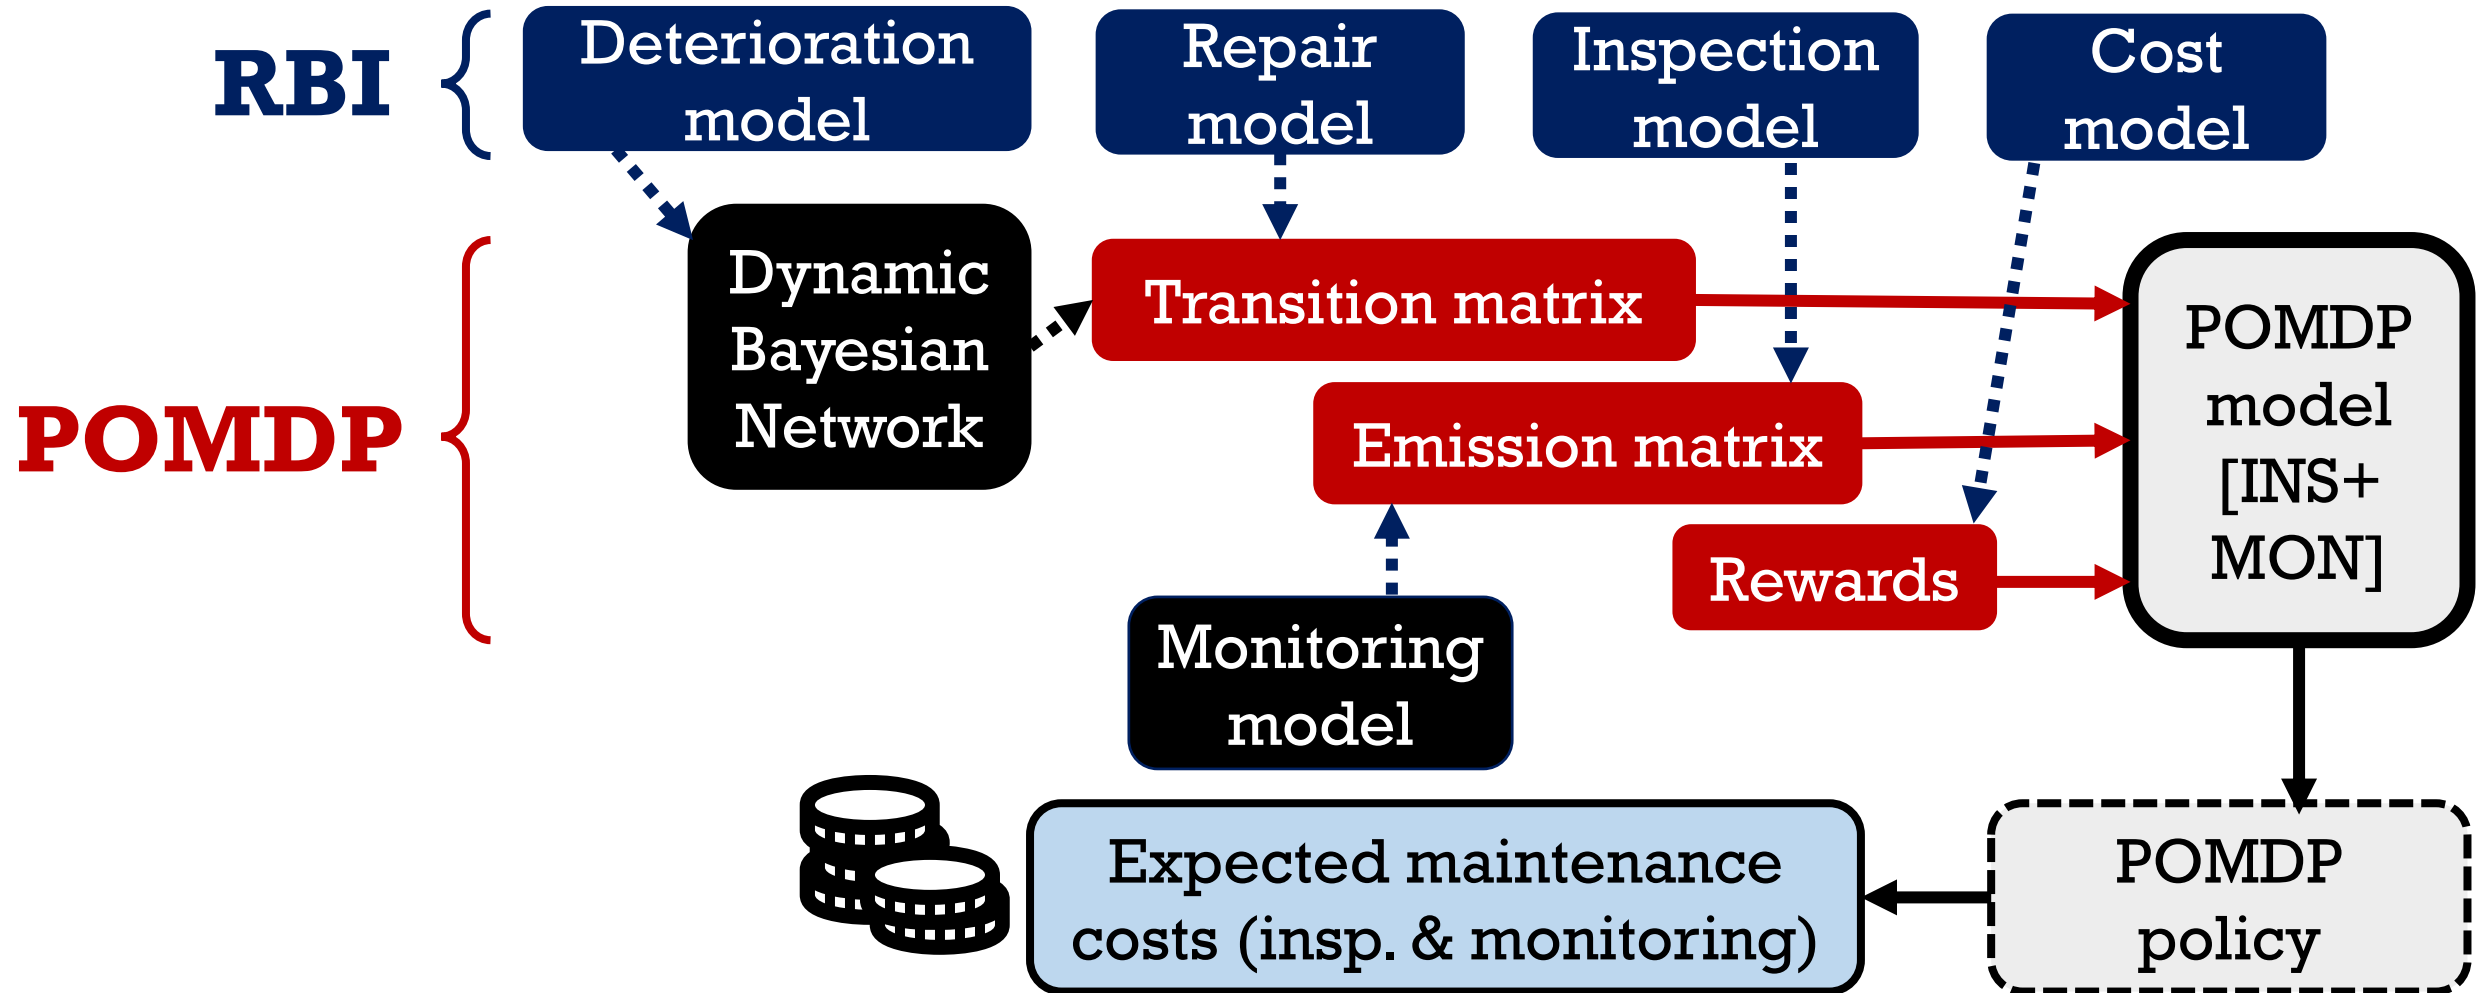 RBI
Deterioration
model
Repair
model
Inspection
model
Cost
model
POMDP
Dynamic
Bayesian
Network
Transition matrix
Emission matrix
Rewards
Monitoring
model
POMDP
model
[INS+
MON]
POMDP
policy
Expected maintenance
costs (insp. & monitoring)